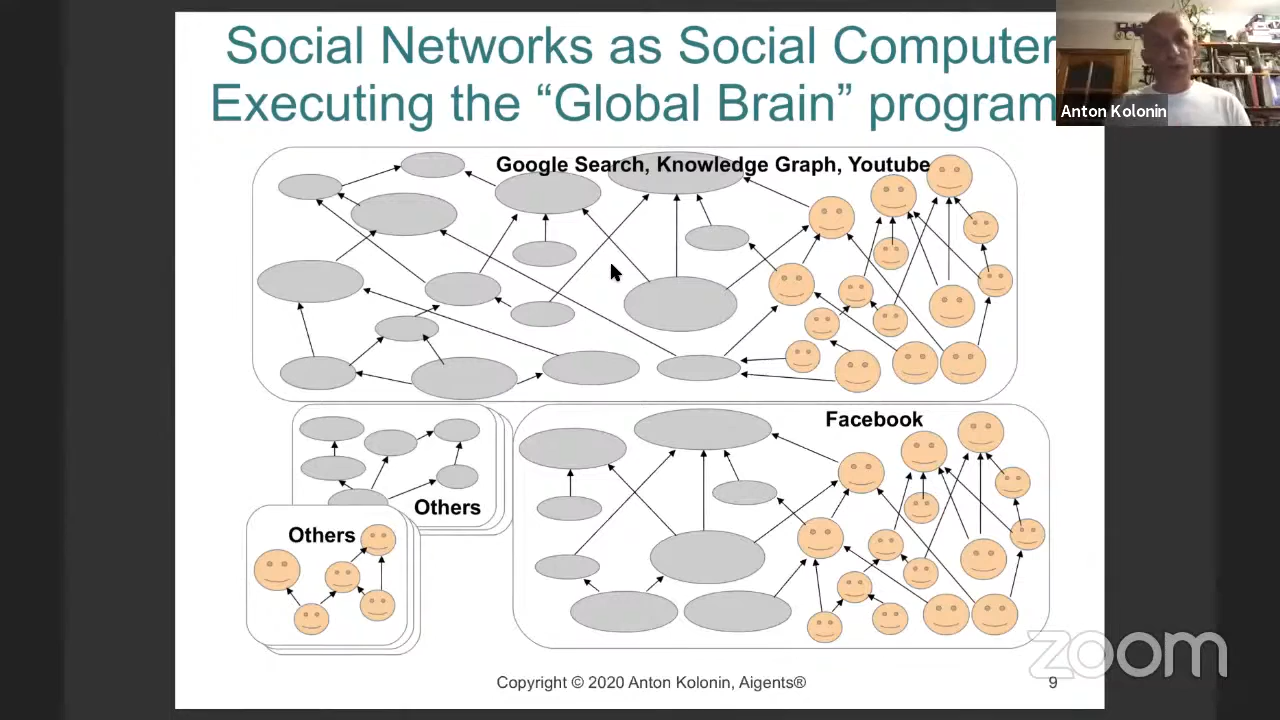 Social Networks as Social Computer
Executing the “Global Brain” program
Anton Kolonin
Google Search, Knowledge Graph, Youtube
Facebook
Others
Others
zoom
Copyright © 2020 Anton Kolonin, Aigents®
9